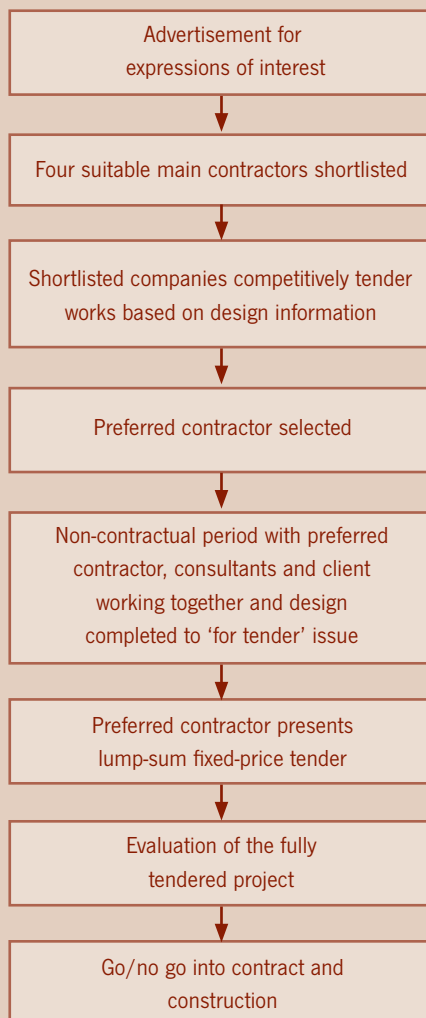 Advertisement for
expressions of interest
Four suitable main contractors shortlisted
Shortlisted companies competitively tender
works based on design information
Preferred contractor selected
Non-contractual period with preferred
contractor, consultants and client
working together and design
completed to ‘for tender’ issue
Preferred contractor presents
lump-sum fixed-price tender
Evaluation of the fully
tendered project
Go/no go into contract and
construction